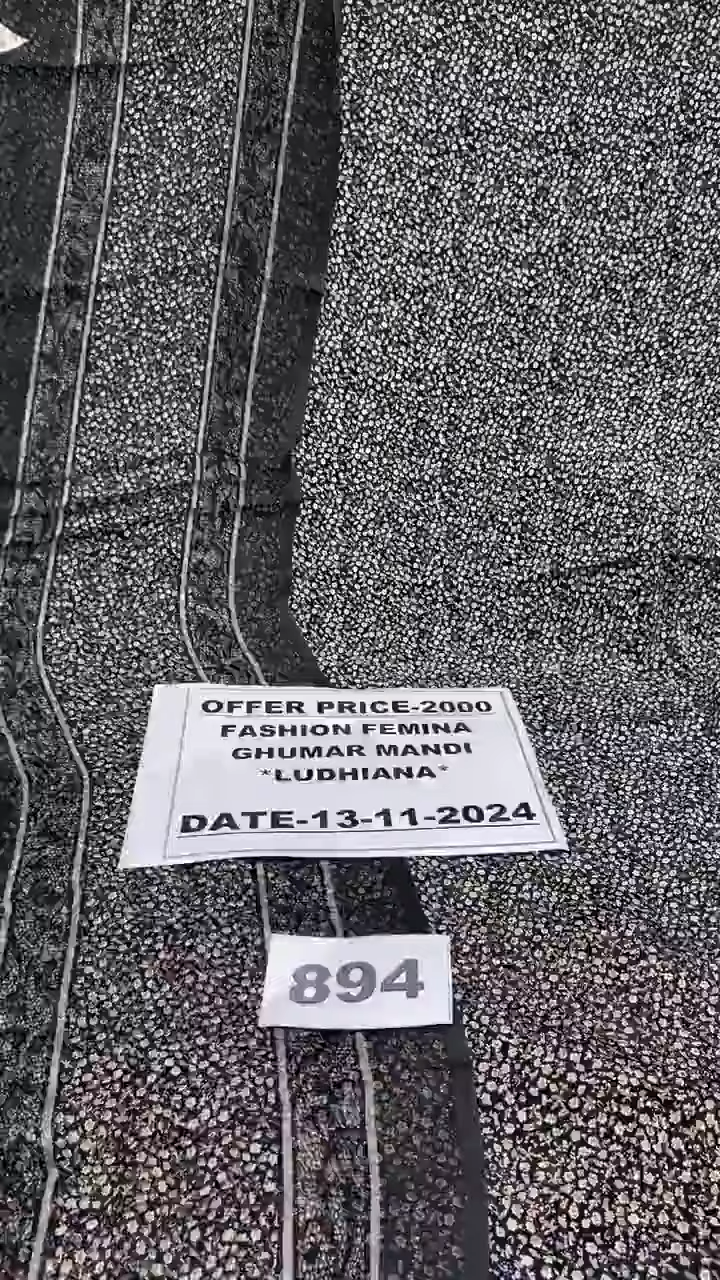 OFFER PRICE-2000
FASHION FEMINA
GHUMAR MANDI
*LUDHIANA*
DATE-13-11-2024
894